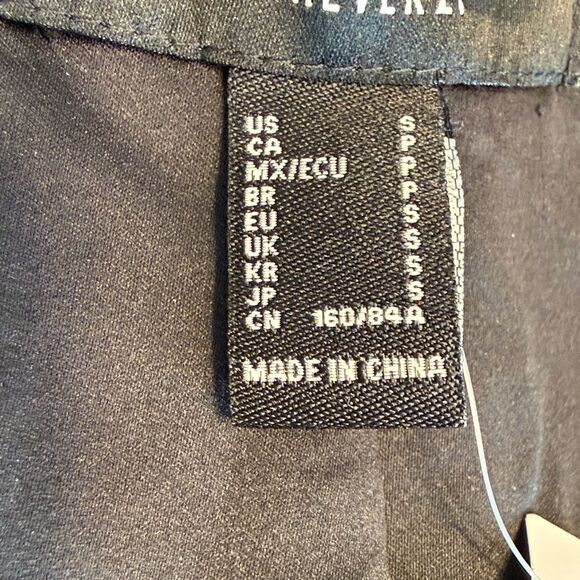 US S
CA P
MX/ECU P
BR P
EU S
UK S
KR S
JP S
CN 160/84A
MADE IN CHINA